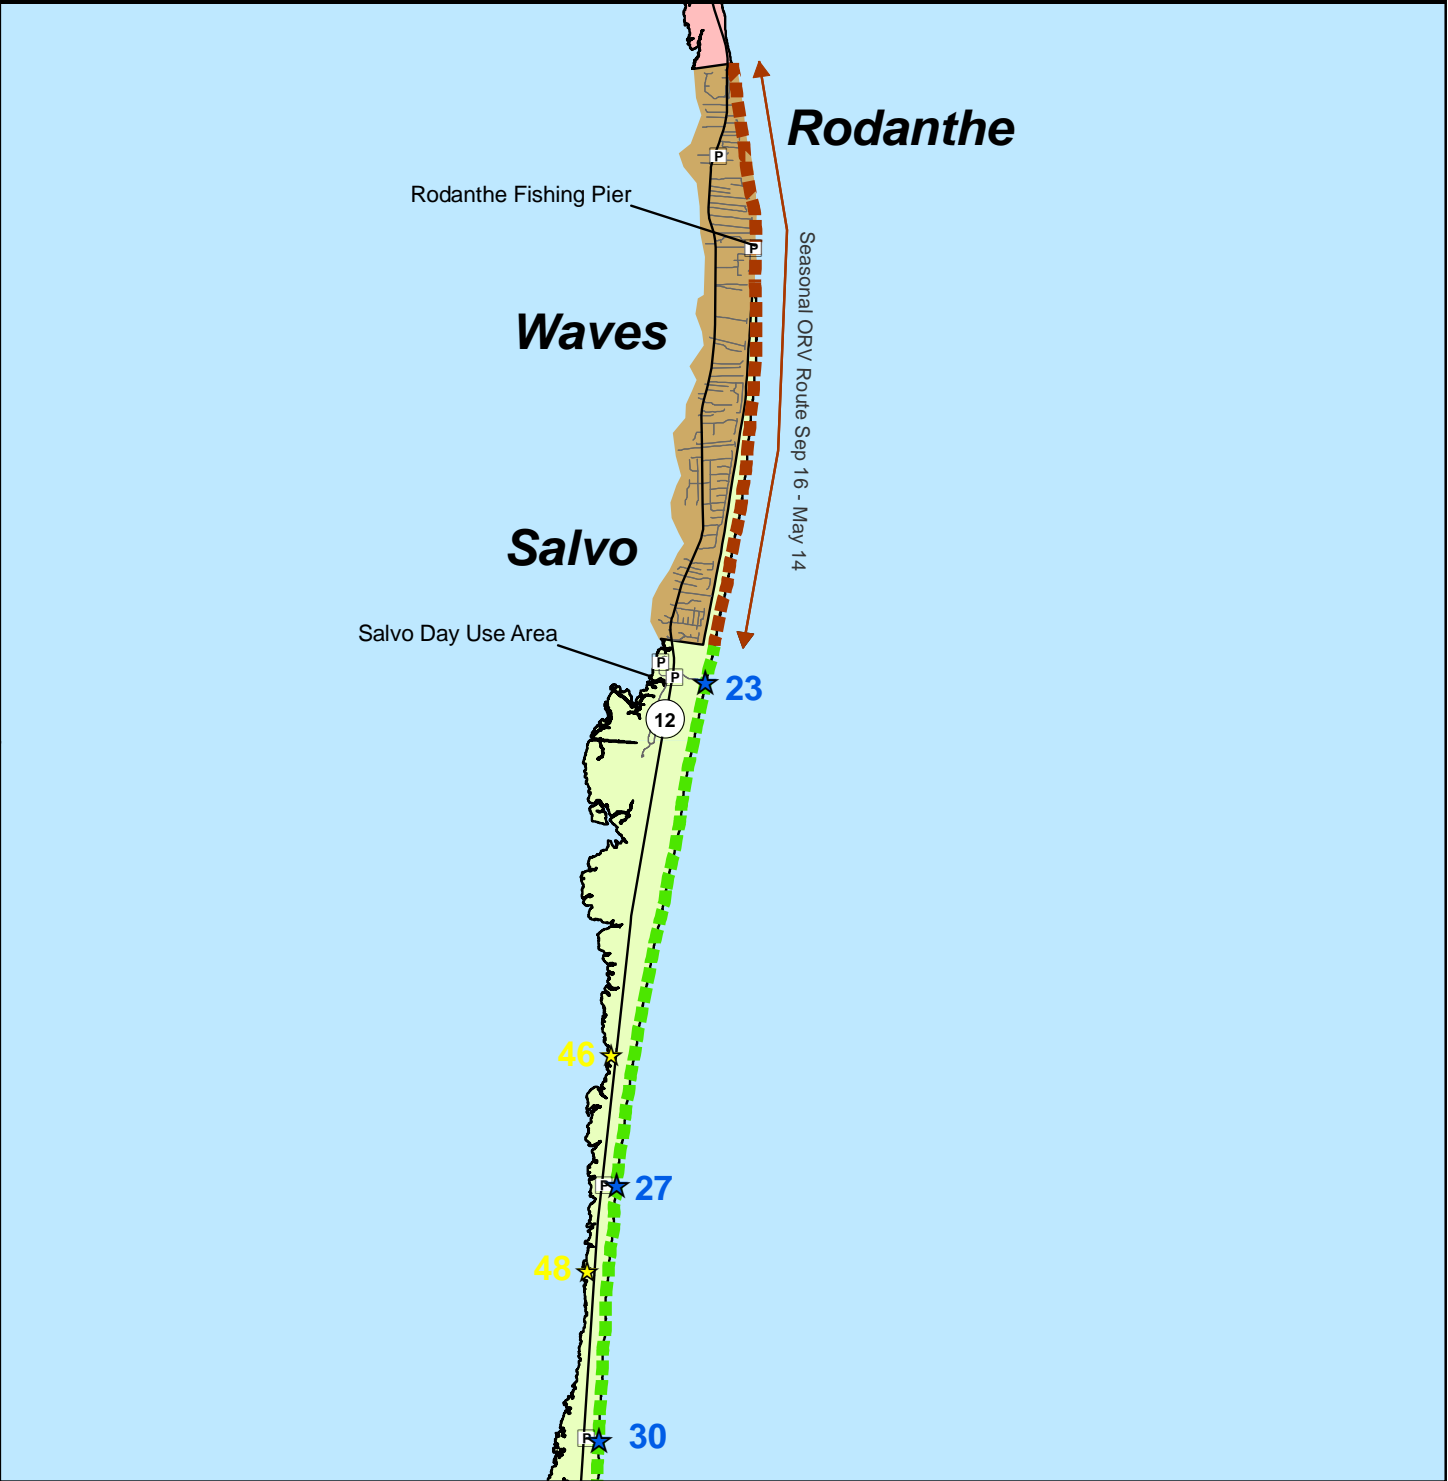 Rodanthe
P
Rodanthe Fishing Pier
P
Seasonal ORV Route Sep 16 - May 14
Waves
Salvo
Salvo Day Use Area
P
P
23
12
46
P
27
48
P
30